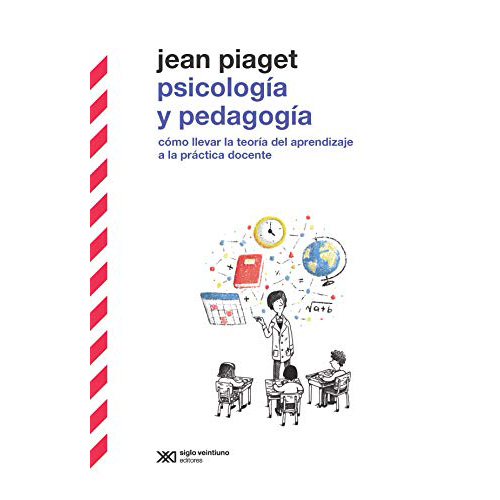 jean piaget
psicología
y pedagogía
cómo llevar la teoría del aprendizaje
a la práctica docente
√a+b
siglo veintiuno
editores